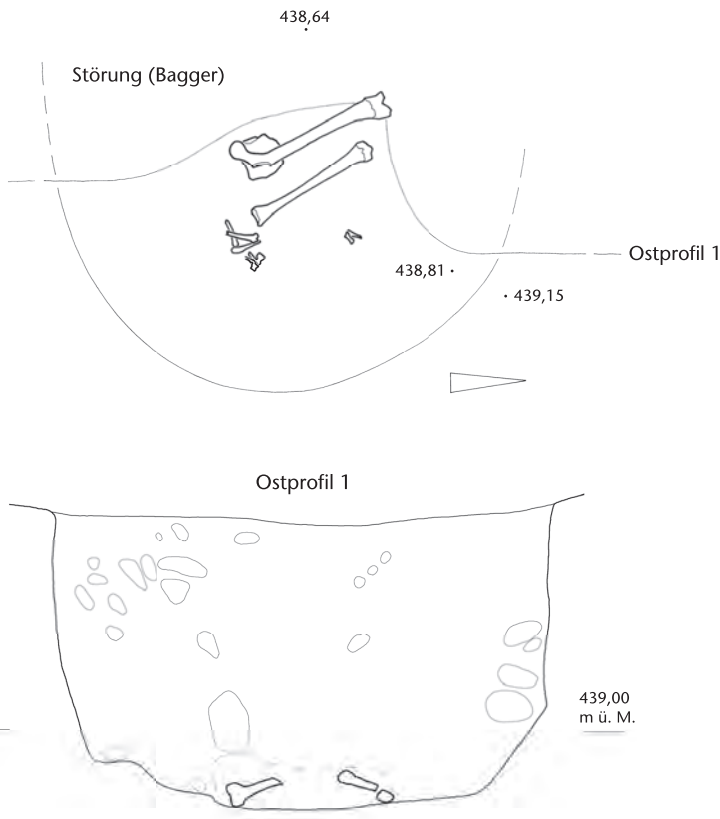 438,64
Störung (Bagger)
Ostprofil 1
438,81
439,15
Ostprofil 1
439,00
m ü. M.